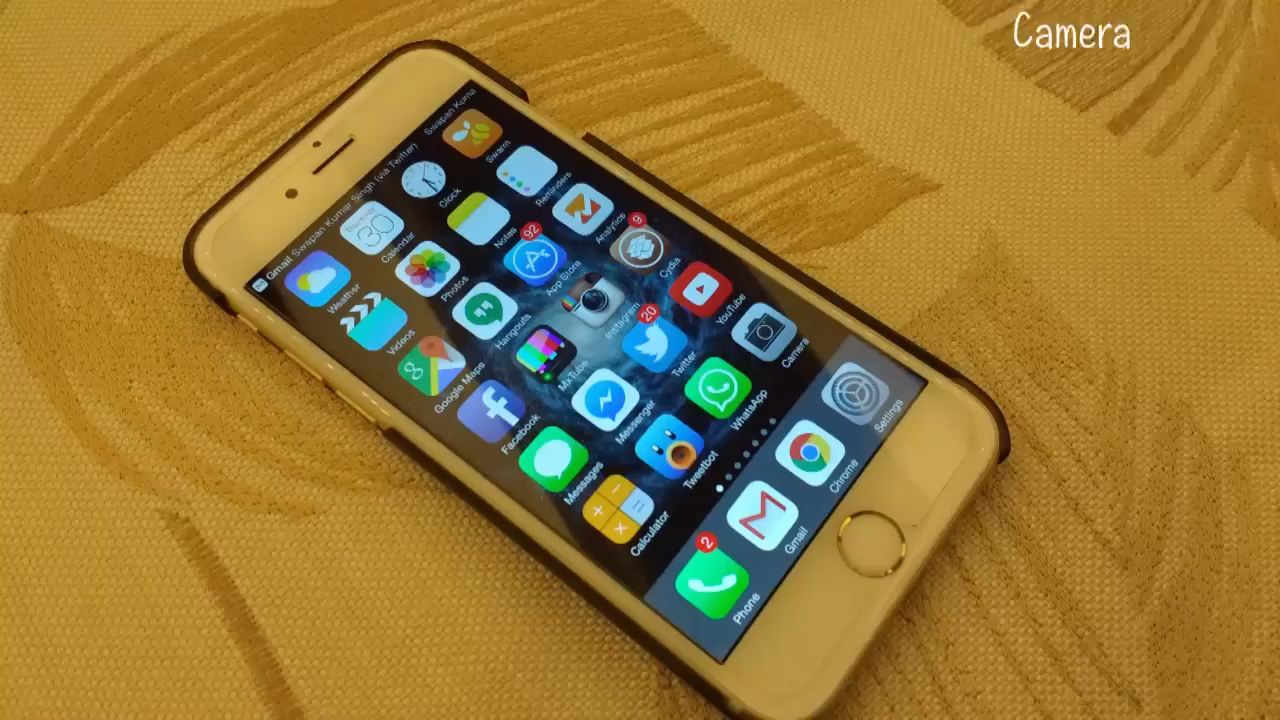 Camera
Gmail Swapan Kumar Singh (via Twitter)
Swapan Kuma
Weather
Thursday
30
Calendar
Clock
Swarm
Videos
Photos
Notes
Reminders
8
Google Maps
Hangouts
92
App Store
Analytics
f
Facebook
MxTube
Instagram
9
Cydia
Messages
Messenger
20
Twitter
YouTube
Calculator
Tweetbot
WhatsApp
Camera
2
Phone
Gmail
Chrome
Settings